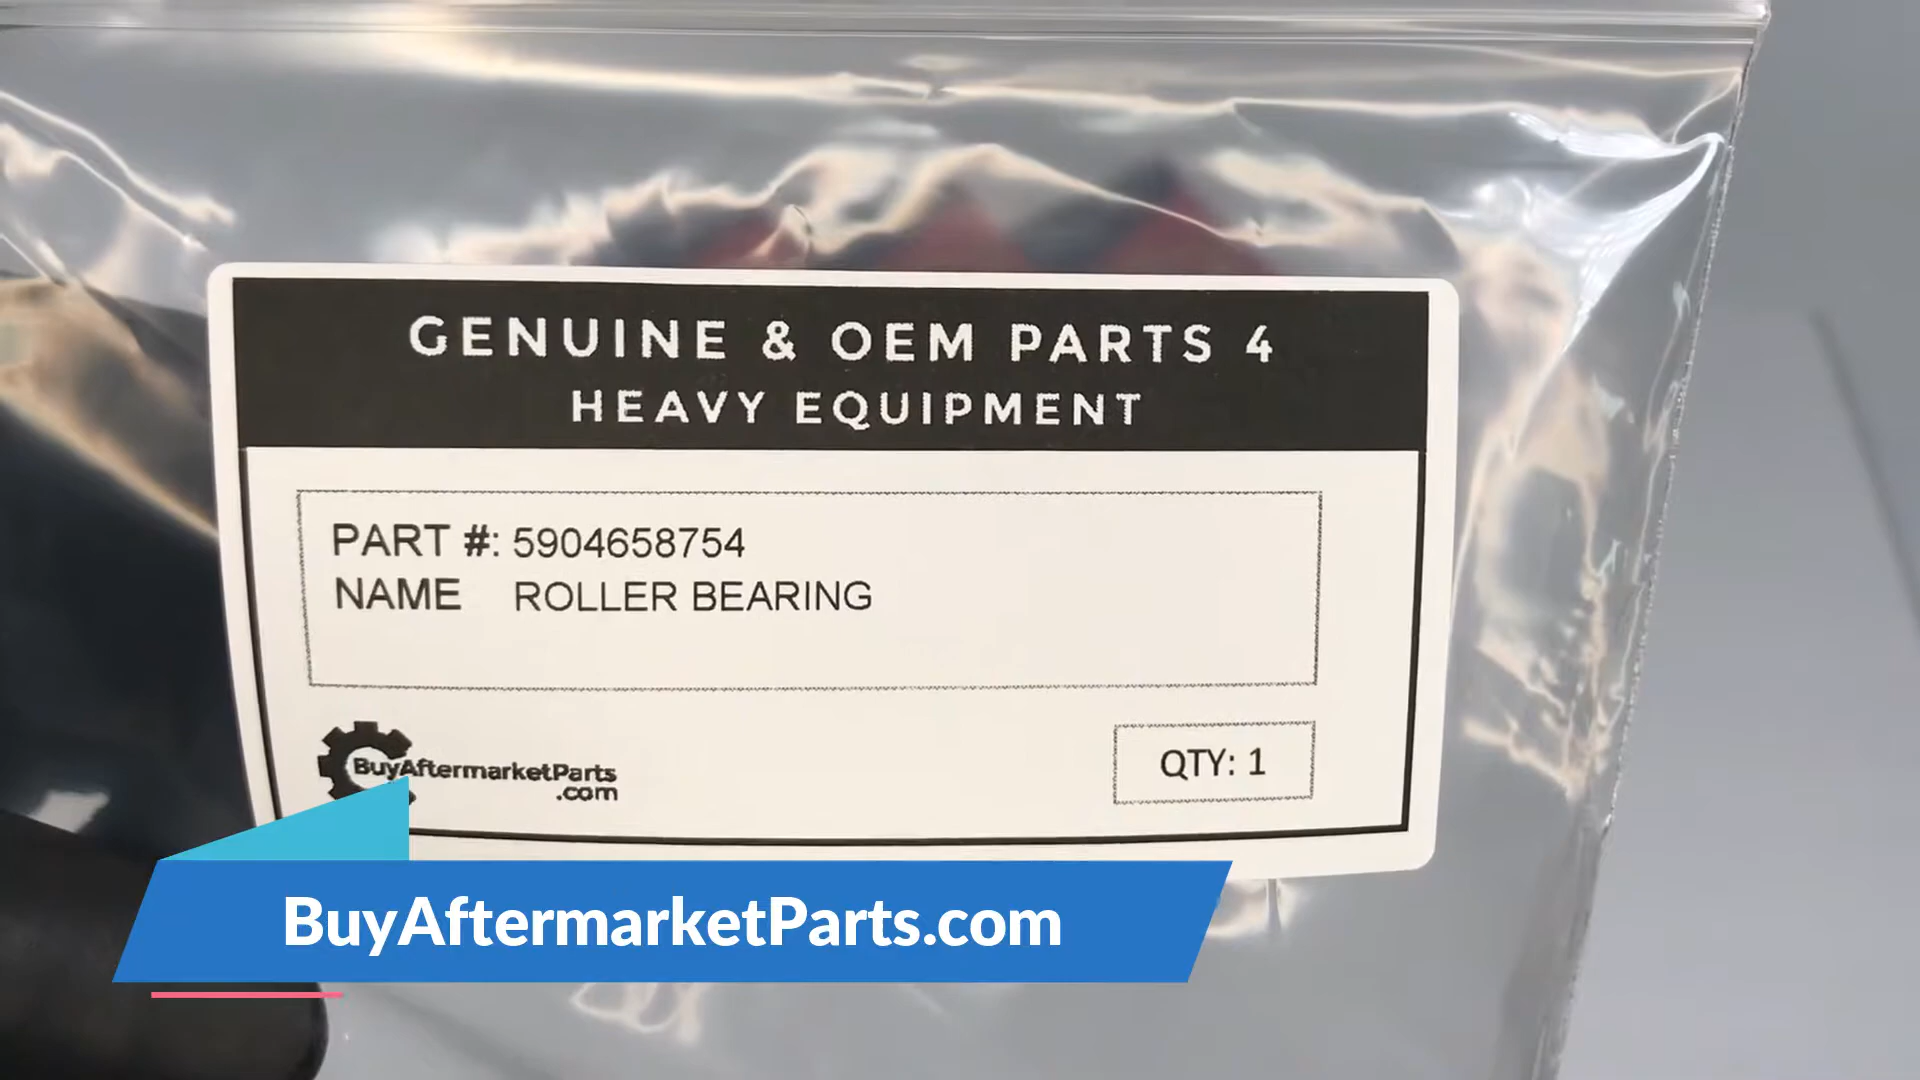 GENUINE & OEM PARTS 4
HEAVY EQUIPMENT
PART #: 5904658754
NAME ROLLER BEARING
BuyAftermarketParts
.com
QTY: 1
BuyAftermarketParts.com